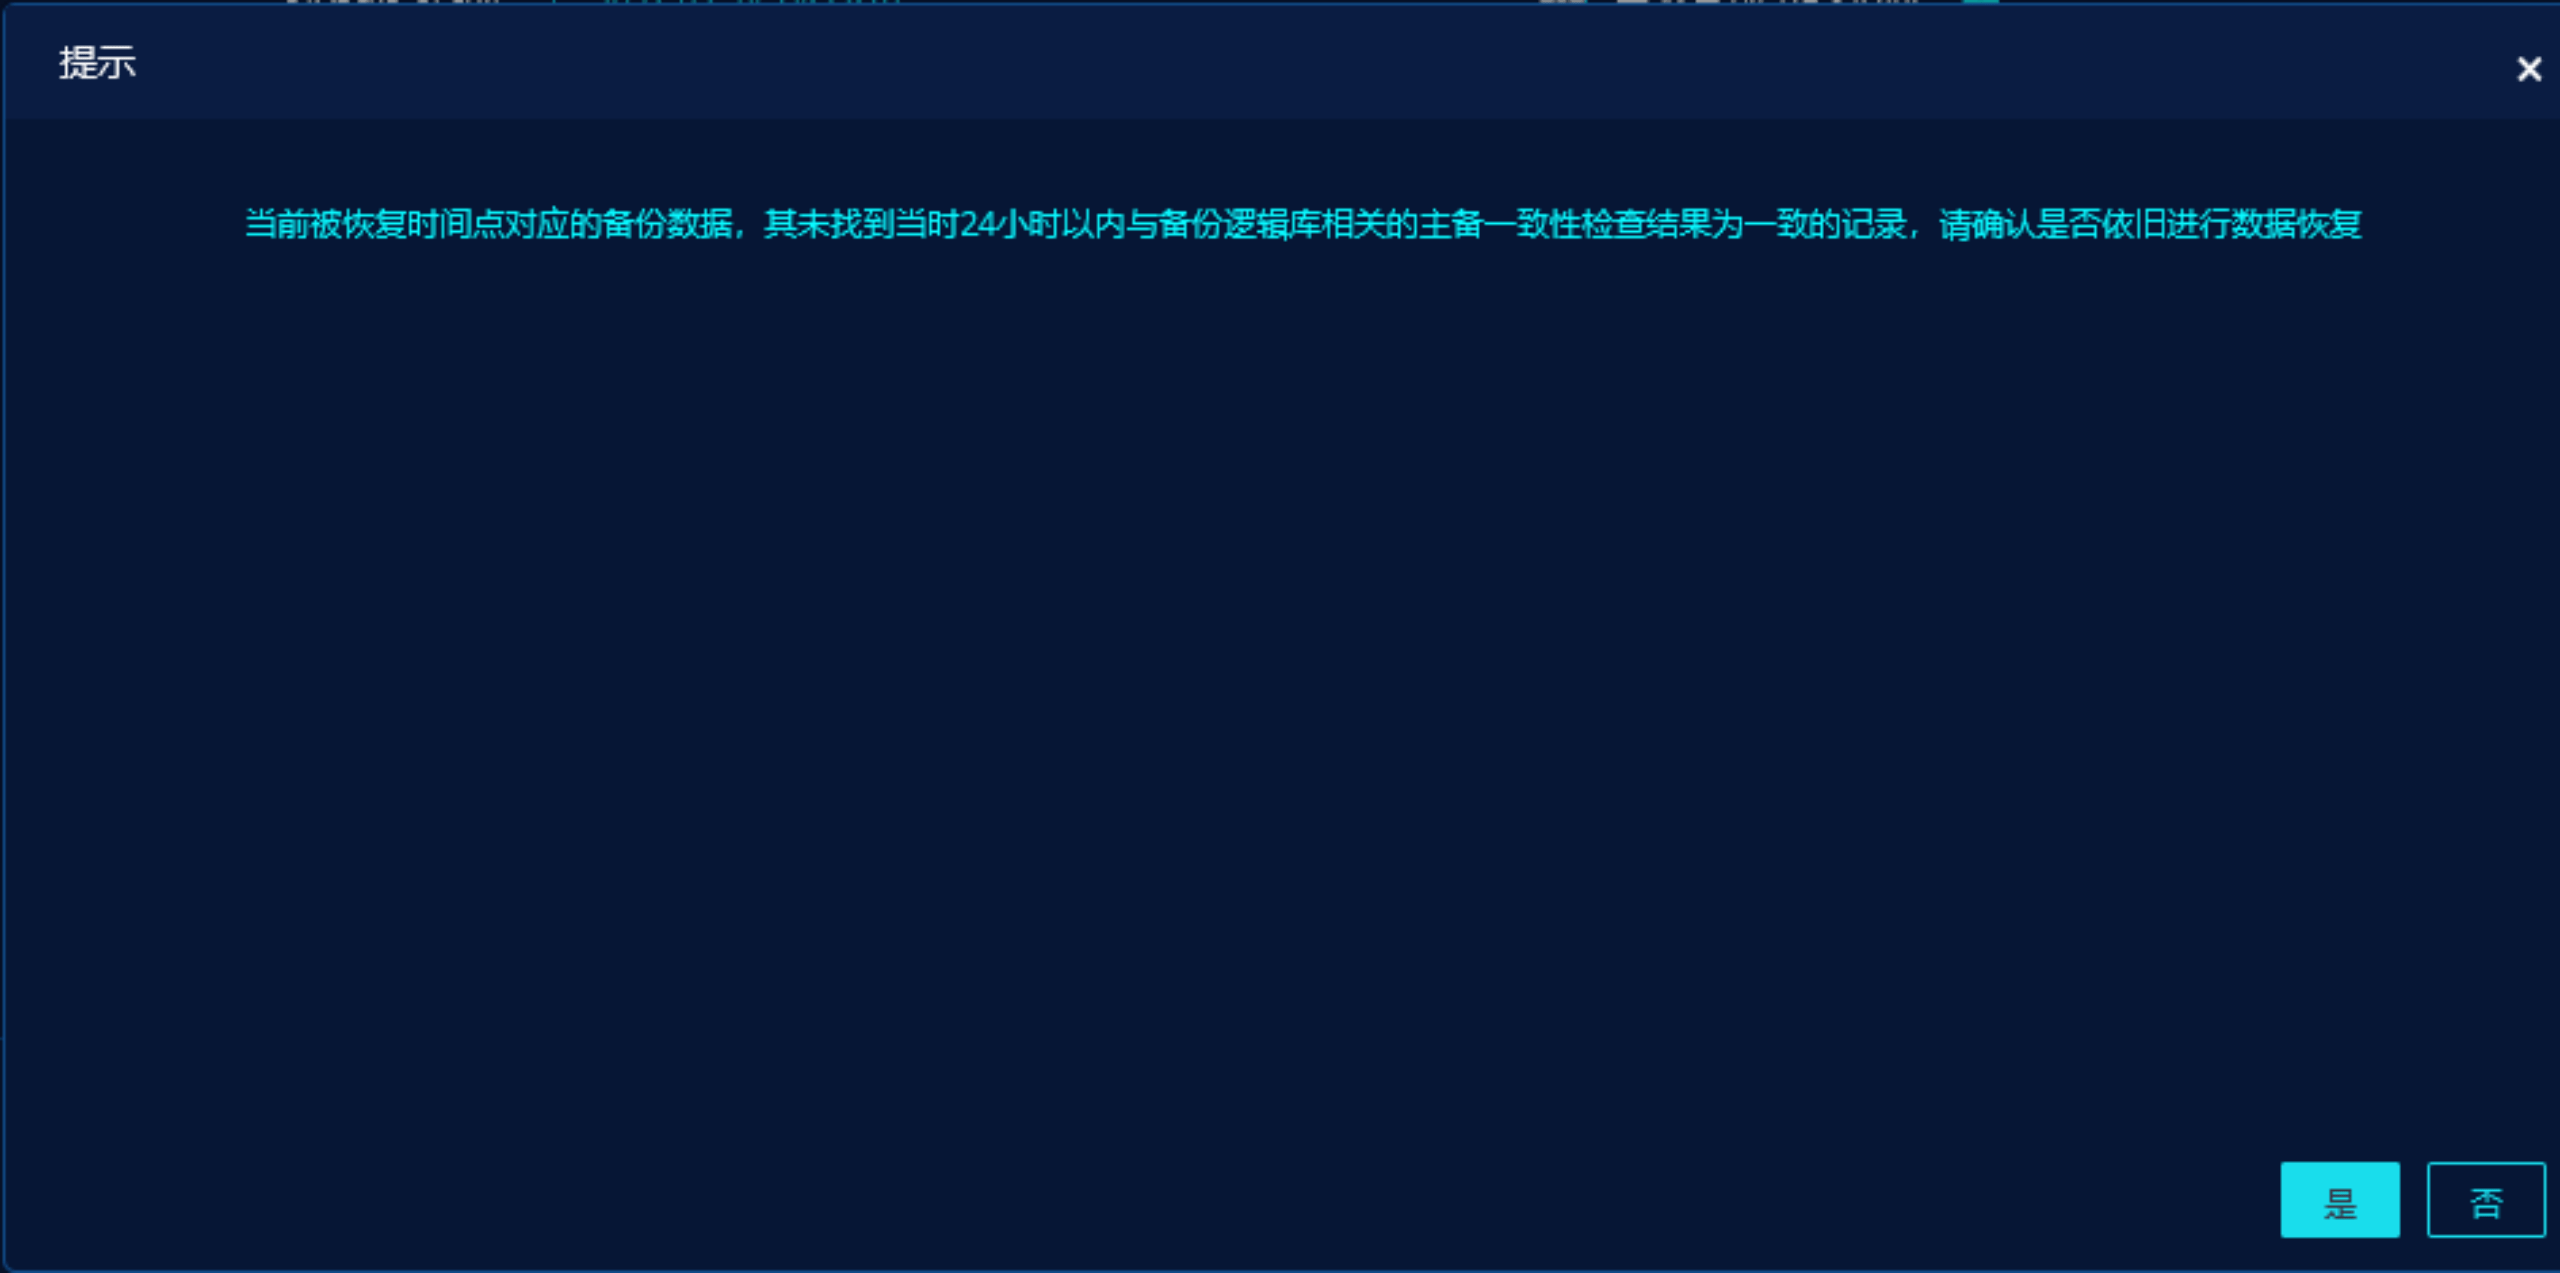 提示
当前被恢复时间点对应的备份数据，其未找到当时24小时以内与备份逻辑库相关的主备一致性检查结果为一致的记录，请确认是否依旧进行数据恢复
是
否